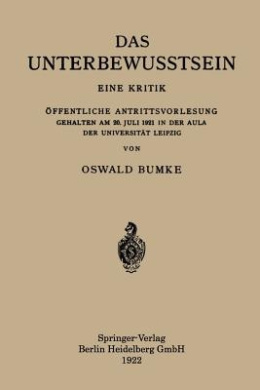 DAS
UNTERBEWUSSTSEIN
EINE KRITIK
ÖFFENTLICHE ANTRITTSVORLESUNG
GEHALTEN AM 20. JULI 1921 IN DER AULA
DER UNIVERSITÄT LEIPZIG
VON
OSWALD BUMKE
Springer-Verlag
Berlin Heidelberg GmbH
1922